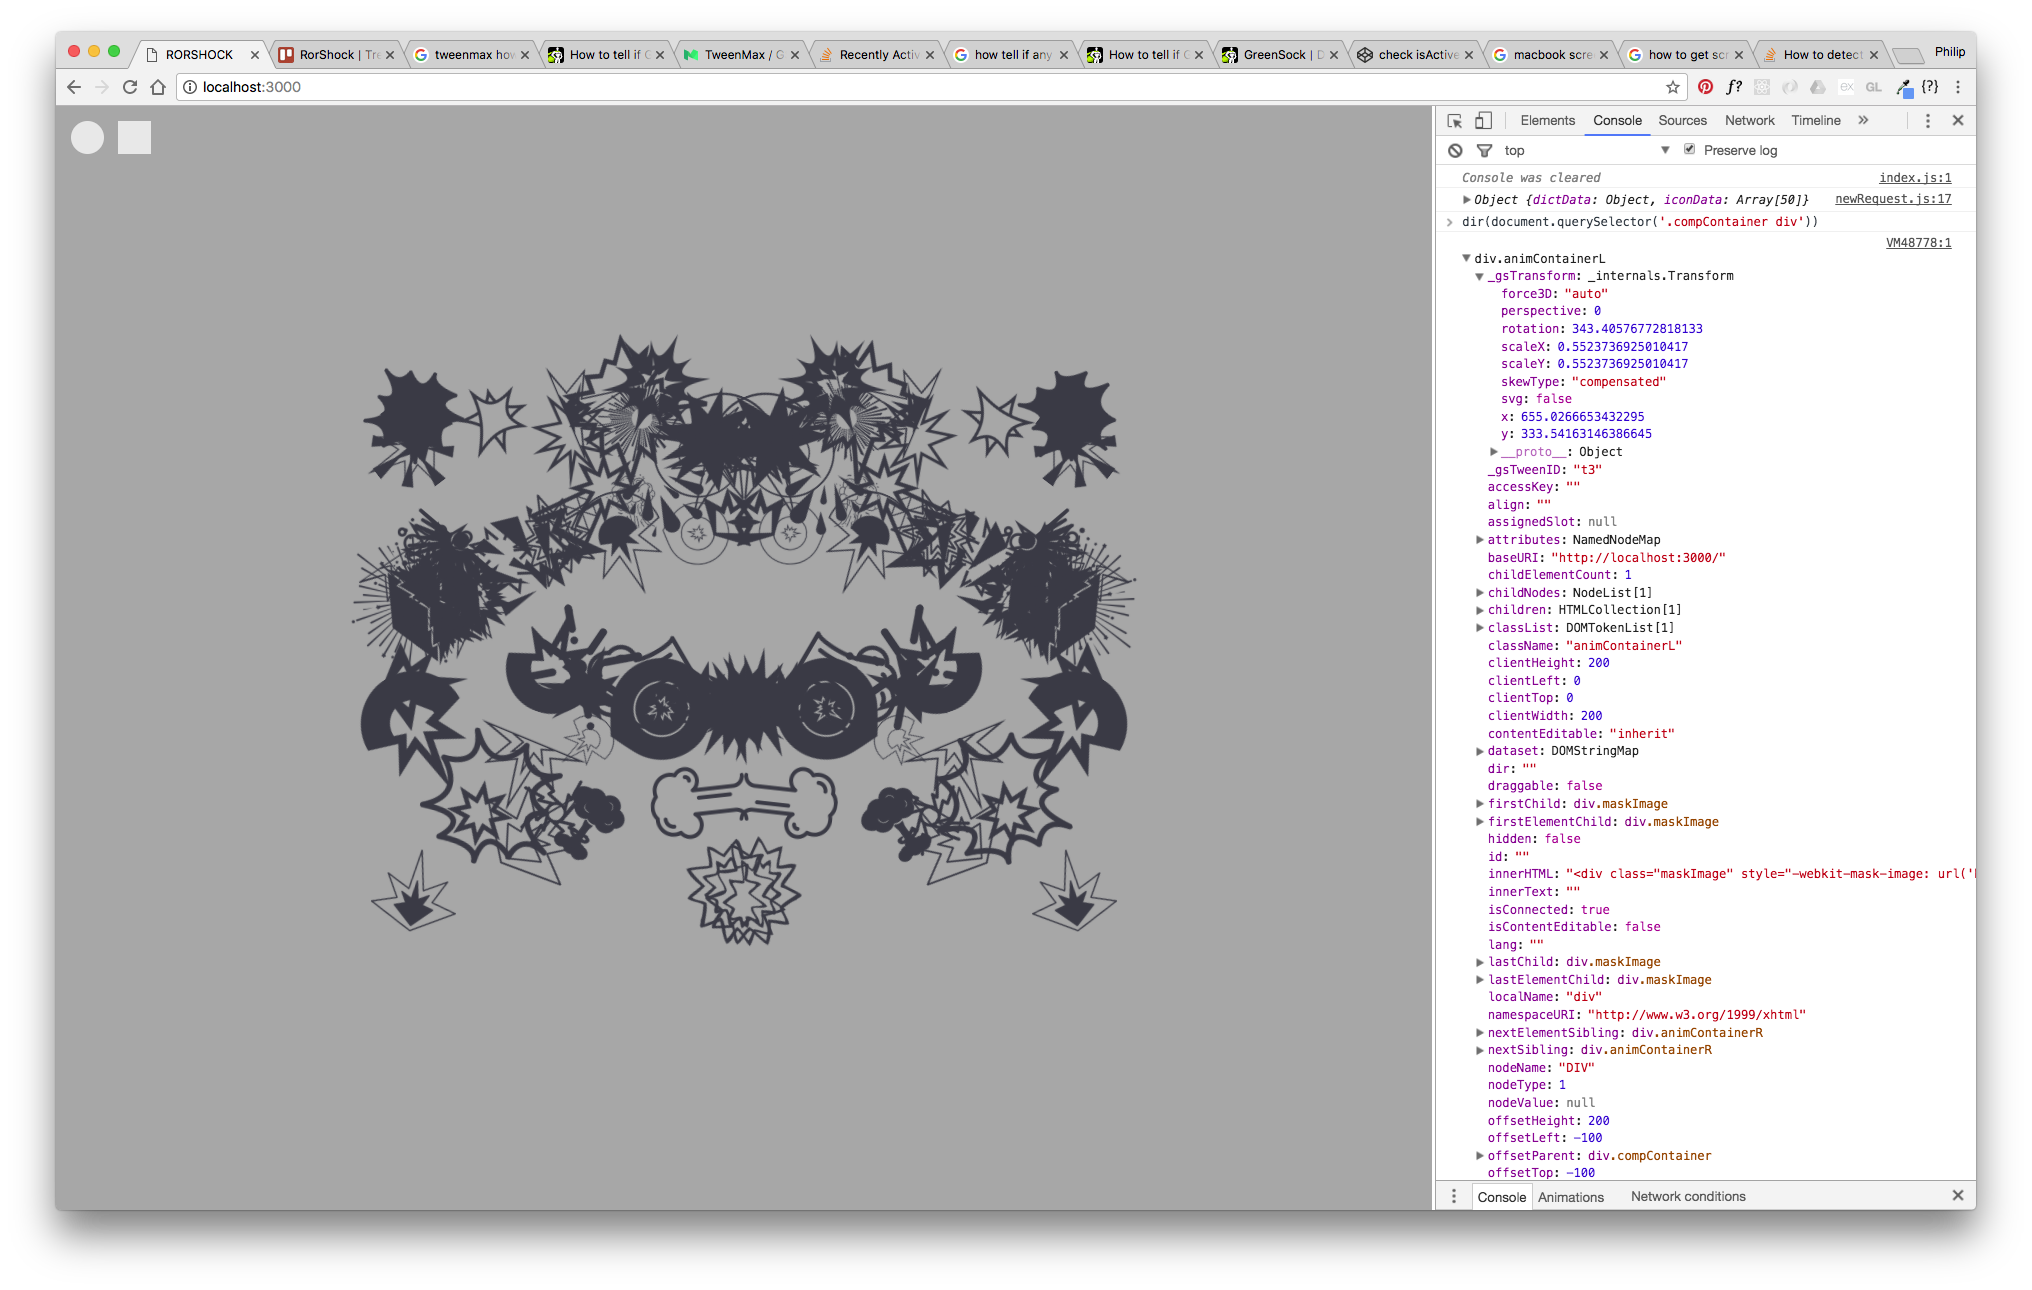 RORSHOCK
RorShock | Tre
tweenmax how
How to tell if G
TweenMax / G
Recently Activ
how tell if any
How to tell if G
GreenSock | D
check isActive
macbook scre
how to get scr
How to detect
Philip
localhost:3000
f?
ex
GL
{?}
Elements Console Sources Network Timeline »
top Preserve log
Console was cleared index.js:1
Object {dictData: Object, iconData: Array[50]} newRequest.js:17
dir(document.querySelector('.compContainer div'))
VM48778:1
div.animContainerL
_gsTransform: _internals.Transform
force3D: "auto"
perspective: 0
rotation: 343.40576772818133
scaleX: 0.5523736925010417
scaleY: 0.5523736925010417
skewType: "compensated"
svg: false
x: 655.0266653432295
y: 333.54163146386645
__proto__: Object
_gsTweenID: "t3"
accessKey: ""
align: ""
assignedSlot: null
attributes: NamedNodeMap
baseURI: "http://localhost:3000/"
childElementCount: 1
childNodes: NodeList[1]
children: HTMLCollection[1]
classList: DOMTokenList[1]
className: "animContainerL"
clientHeight: 200
clientLeft: 0
clientTop: 0
clientWidth: 200
contentEditable: "inherit"
dataset: DOMStringMap
dir: ""
draggable: false
firstChild: div.maskImage
firstElementChild: div.maskImage
hidden: false
id: ""
innerHTML: "<div class="maskImage" style="-webkit-mask-image: url('
innerText: ""
isConnected: true
isContentEditable: false
lang: ""
lastChild: div.maskImage
lastElementChild: div.maskImage
localName: "div"
namespaceURI: "http://www.w3.org/1999/xhtml"
nextElementSibling: div.animContainerR
nextSibling: div.animContainerR
nodeName: "DIV"
nodeType: 1
nodeValue: null
offsetHeight: 200
offsetLeft: -100
offsetParent: div.compContainer
offsetTop: -100
Console Animations Network conditions